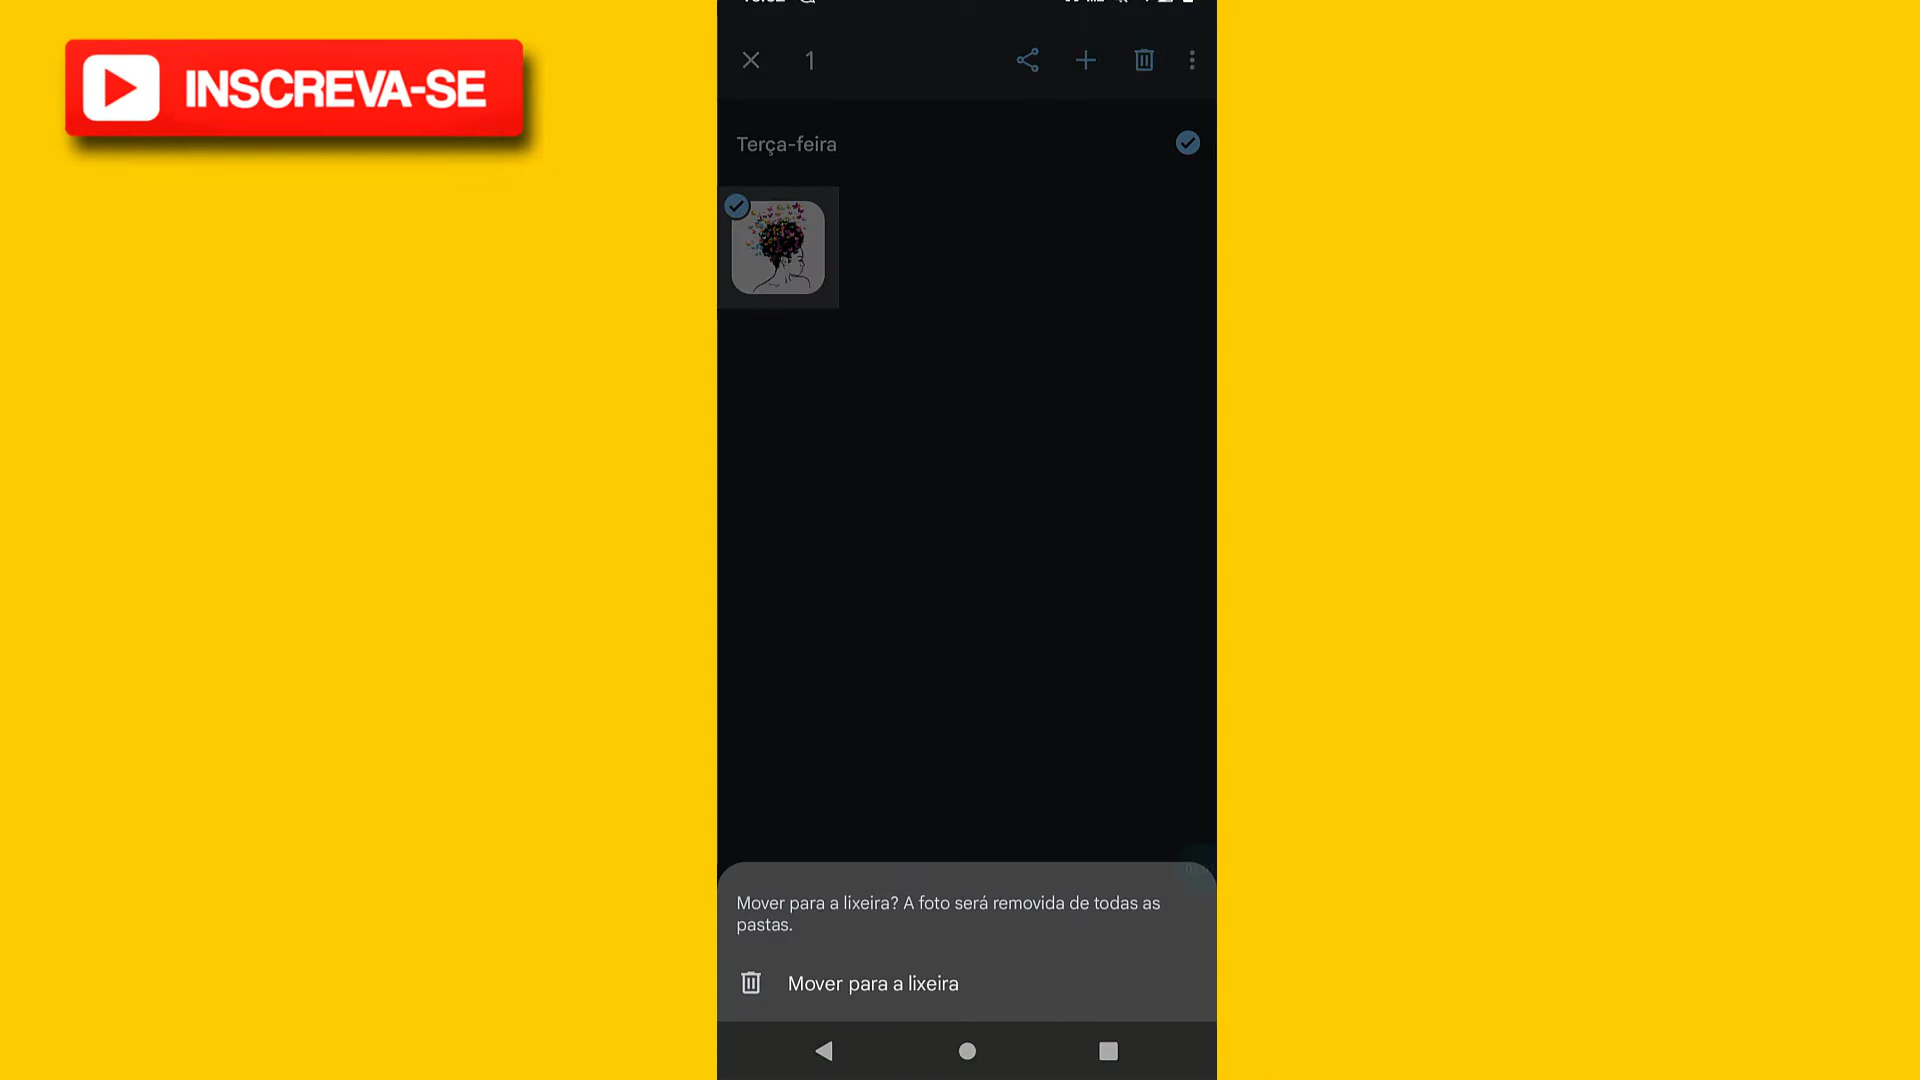 INSCREVA-SE
1
Terça-feira
Mover para a lixeira? A foto será removida de todas as
pastas.
Mover para a lixeira